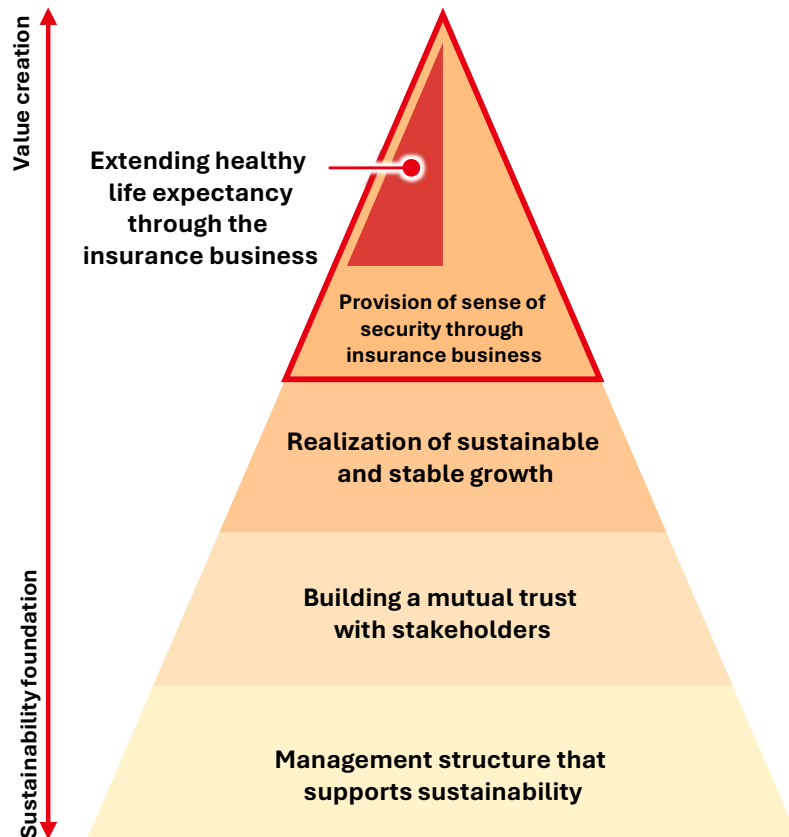 Value creation
Extending healthy
life expectancy
through the
insurance business
Provision of sense of
security through
insurance business
Realization of sustainable
and stable growth
Building a mutual trust
with stakeholders
Sustainability foundation
Management structure that
supports sustainability